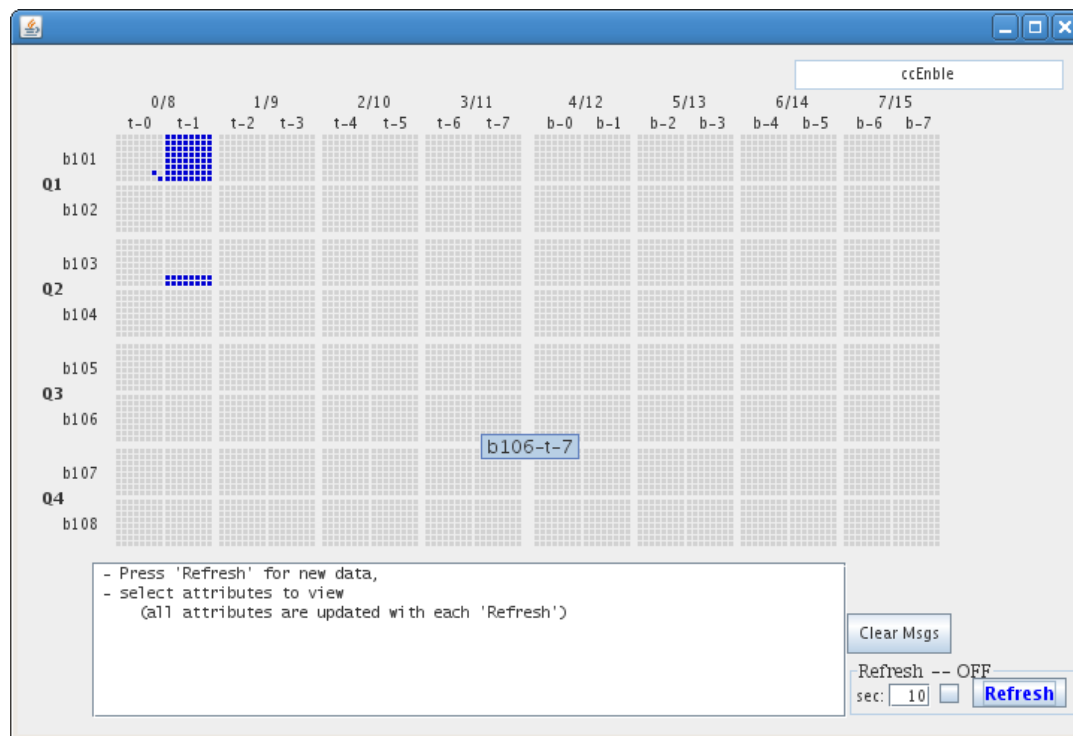 ccEnble
0/8 1/9 2/10 3/11 4/12 5/13 6/14 7/15
t-0 t-1 t-2 t-3 t-4 t-5 t-6 t-7 b-0 b-1 b-2 b-3 b-4 b-5 b-6 b-7
b101
Q1
b102
b103
Q2
b104
b105
Q3
b106
b106-t-7
b107
Q4
b108
- Press 'Refresh' for new data,
- select attributes to view
(all attributes are updated with each 'Refresh')
Clear Msgs
Refresh -- OFF
sec: 10 Refresh